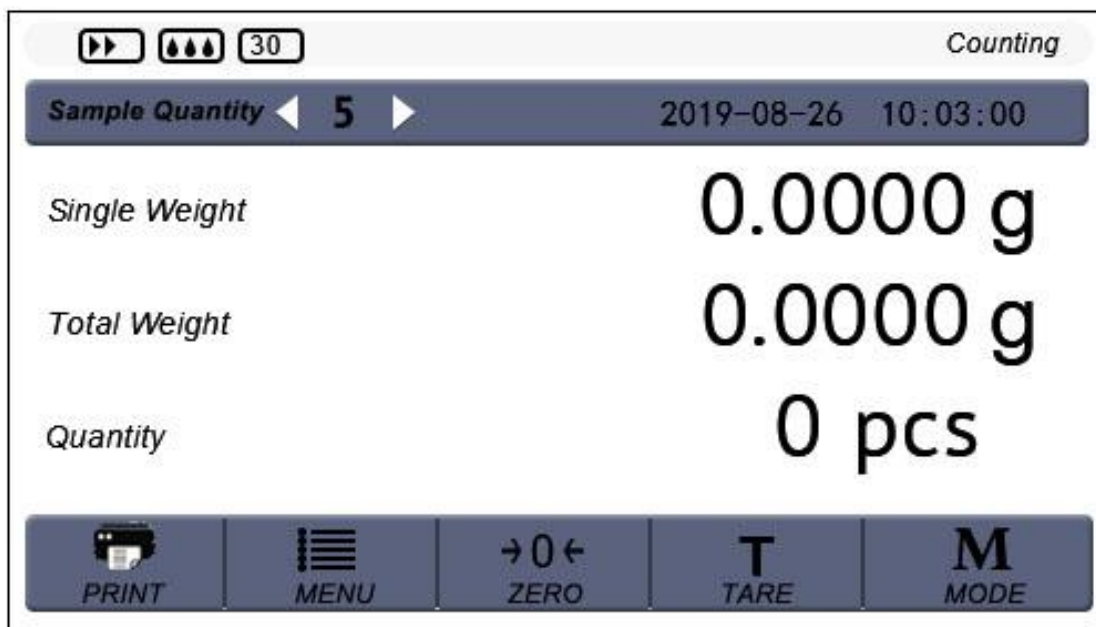 30 Counting
Sample Quantity 5 2019-08-26 10:03:00
Single Weight 0.0000 g
Total Weight 0.0000 g
Quantity 0 pcs
→0← T M
PRINT MENU ZERO TARE MODE